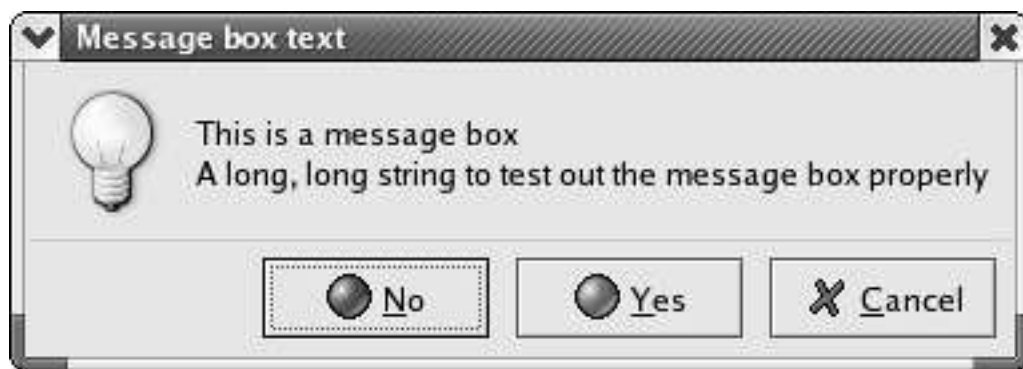 Message box text
This is a message box
A long, long string to test out the message box properly
No
Yes
Cancel